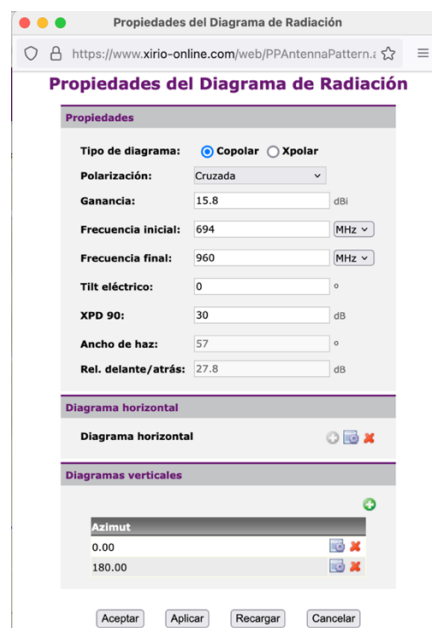 Propiedades del Diagrama de Radiación
https://www.xirio-online.com/web/PPAntennaPattern.a
Propiedades del Diagrama de Radiación
Propiedades
Tipo de diagrama: Copolar Xpolar
Polarización: Cruzada
Ganancia: 15.8 dBi
Frecuencia inicial: 694 MHz
Frecuencia final: 960 MHz
Tilt eléctrico: 0 º
XPD 90: 30 dB
Ancho de haz: 57 º
Rel. delante/atrás: 27.8 dB
Diagrama horizontal
Diagrama horizontal
Diagramas verticales
Azimut
0.00
180.00
Aceptar Aplicar Recargar Cancelar